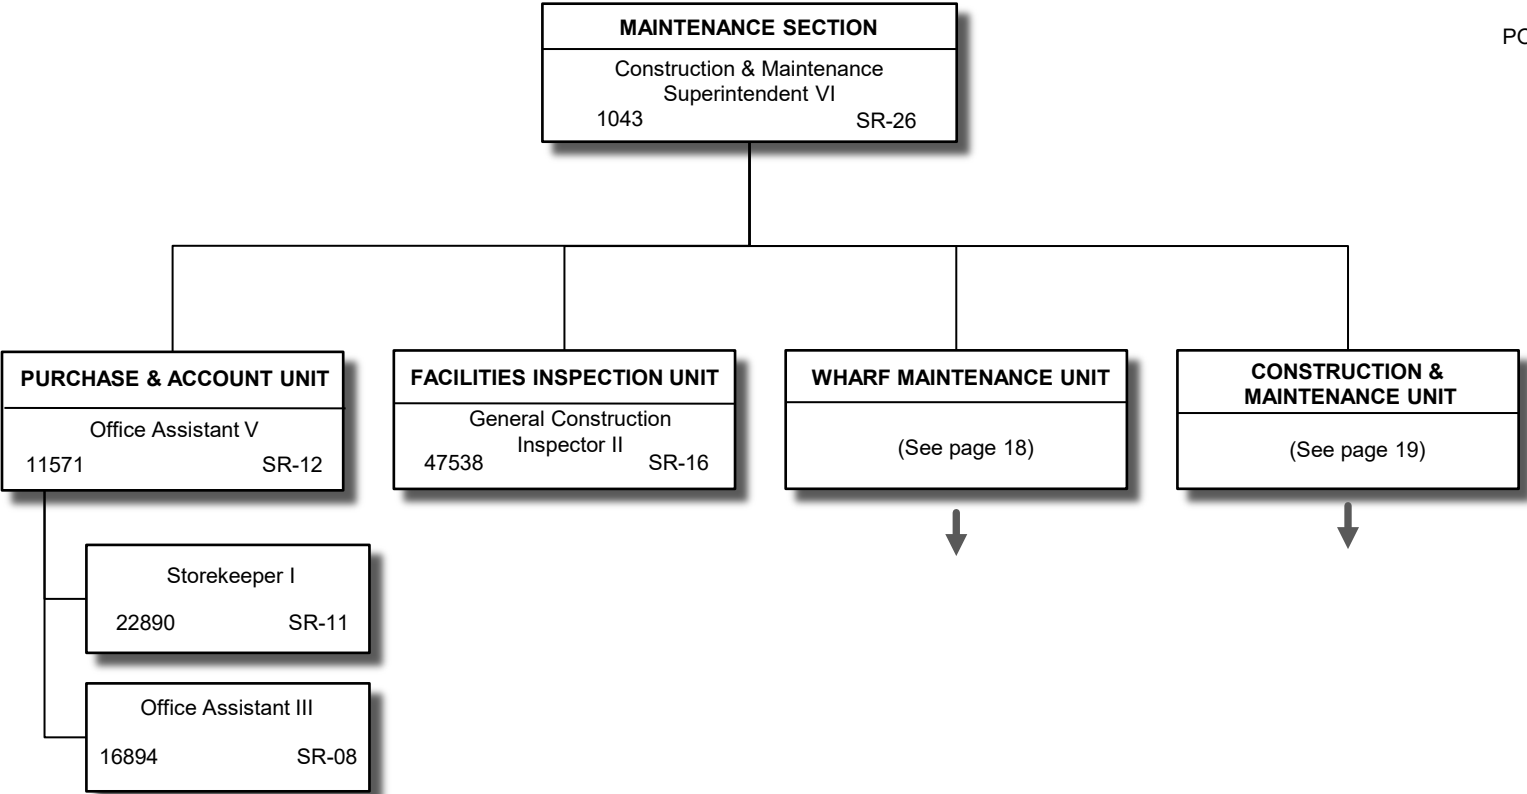 MAINTENANCE SECTION
Construction & Maintenance
Superintendent VI
1043 SR-26
PURCHASE & ACCOUNT UNIT
Office Assistant V
11571 SR-12
Storekeeper I
22890 SR-11
Office Assistant III
16894 SR-08
FACILITIES INSPECTION UNIT
General Construction
Inspector II
47538 SR-16
WHARF MAINTENANCE UNIT
(See page 18)
CONSTRUCTION &
MAINTENANCE UNIT
(See page 19)